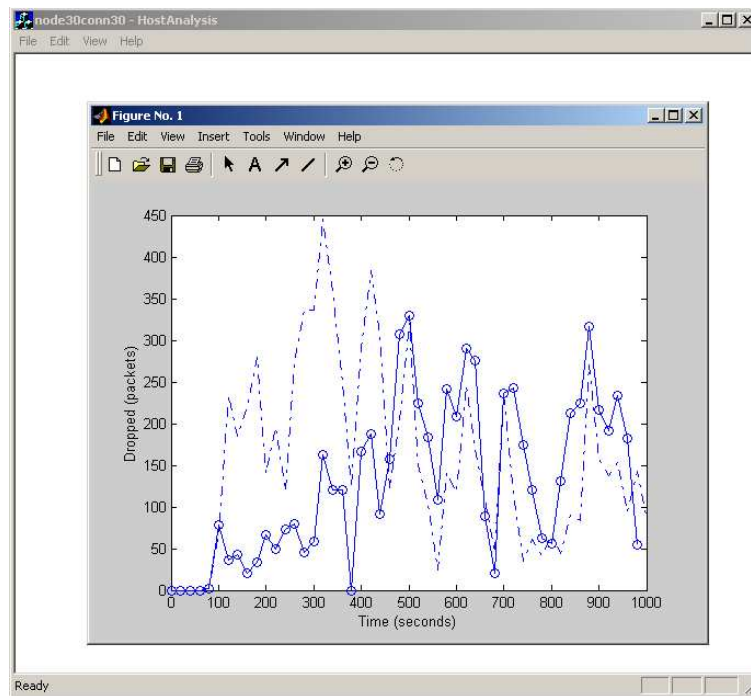 node30conn30 - HostAnalysis
File Edit View Help
Figure No. 1
File Edit View Insert Tools Window Help
A
450
400
350
300
250
200
150
100
50
0
Dropped (packets)
0 100 200 300 400 500 600 700 800 900 1000
Time (seconds)
Ready